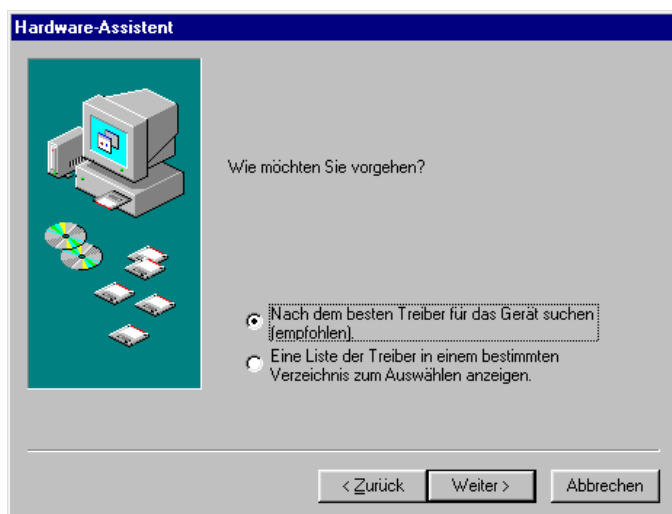 Hardware-Assistent
Wie möchten Sie vorgehen?
Nach dem besten Treiber für das Gerät suchen
(empfohlen).
Eine Liste der Treiber in einem bestimmten
Verzeichnis zum Auswählen anzeigen.
< Zurück Weiter > Abbrechen